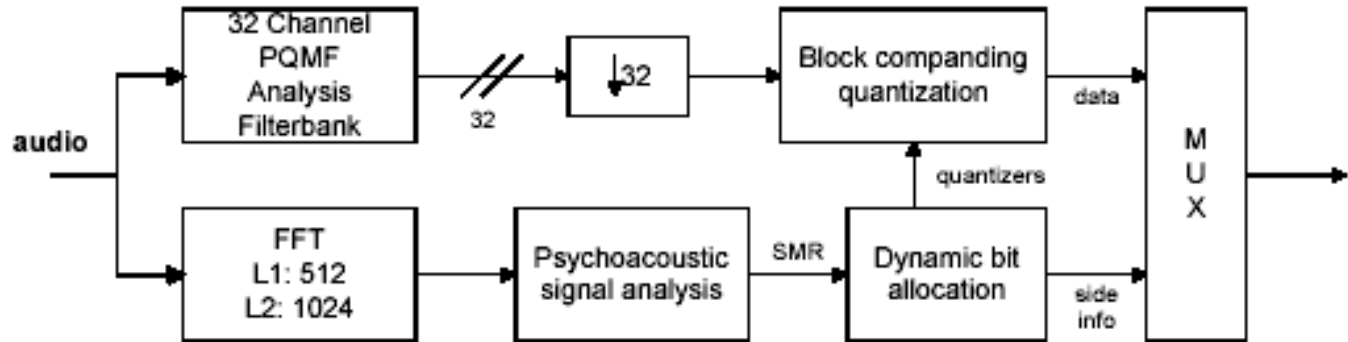 audio
32 Channel
PQMF
Analysis
Filterbank
32
32
Block companding
quantization
data
quantizers
FFT
L1: 512
L2: 1024
Psychoacoustic
signal analysis
SMR
Dynamic bit
allocation
side
info
M
U
X